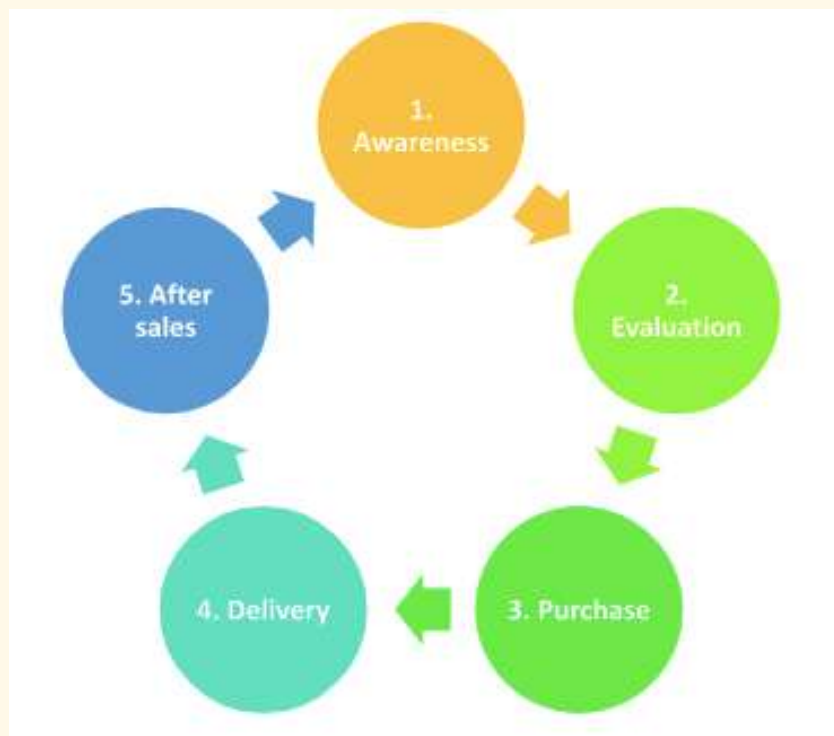 1.
Awareness
2.
Evaluation
3. Purchase
4. Delivery
5. After
sales